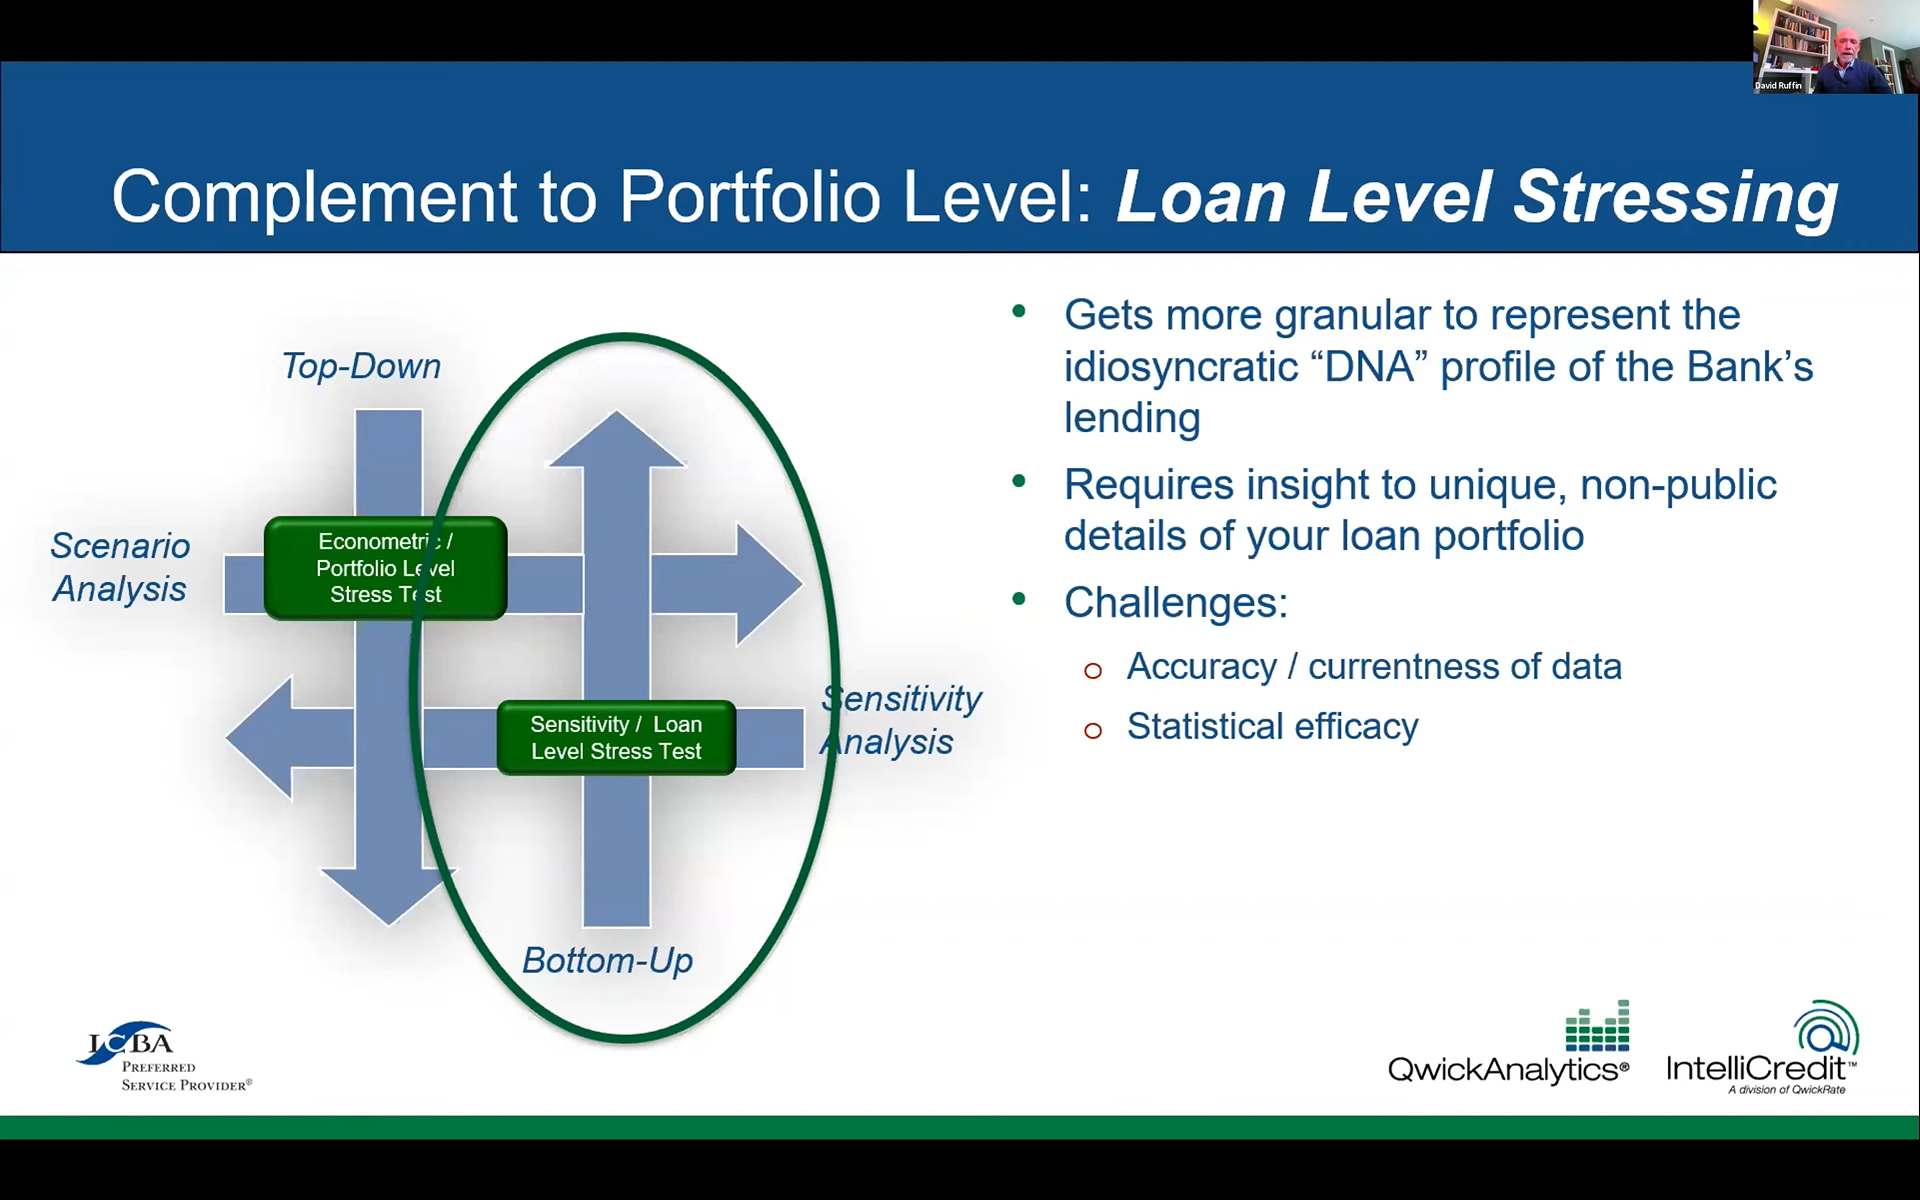 David Ruffin
Complement to Portfolio Level: Loan Level Stressing
Top-Down
Scenario
Analysis
Econometric /
Portfolio Level
Stress Test
Sensitivity / Loan
Level Stress Test
Sensitivity
Analysis
Bottom-Up
• Gets more granular to represent the
idiosyncratic “DNA” profile of the Bank’s
lending
• Requires insight to unique, non-public
details of your loan portfolio
• Challenges:
o Accuracy / currentness of data
o Statistical efficacy
ICBA
PREFERRED
SERVICE PROVIDER®
QwickAnalytics®
IntelliCredit™
A division of QwickRate